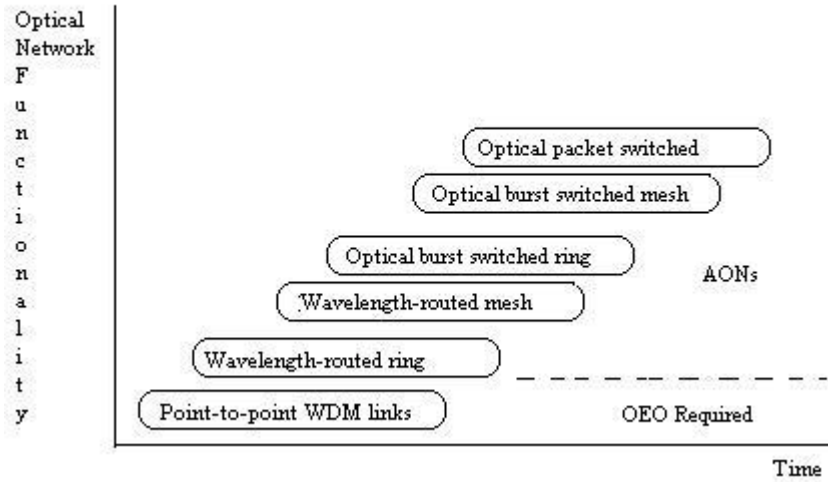 Optical
Network
F
u
n
c
t
i
o
n
a
l
i
t
y
Optical packet switched
Optical burst switched mesh
Optical burst switched ring
AONs
Wavelength-routed mesh
Wavelength-routed ring
Point-to-point WDM links
OEO Required
Time